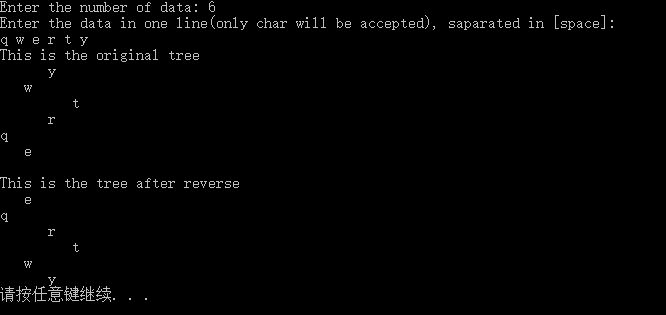 Enter the number of data: 6
Enter the data in one line(only char will be accepted), saparated in [space]:
q w e r t y
This is the original tree
y
w
t
r
q
e
This is the tree after reverse
e
q
r
t
w
y
请按任意键继续. . .